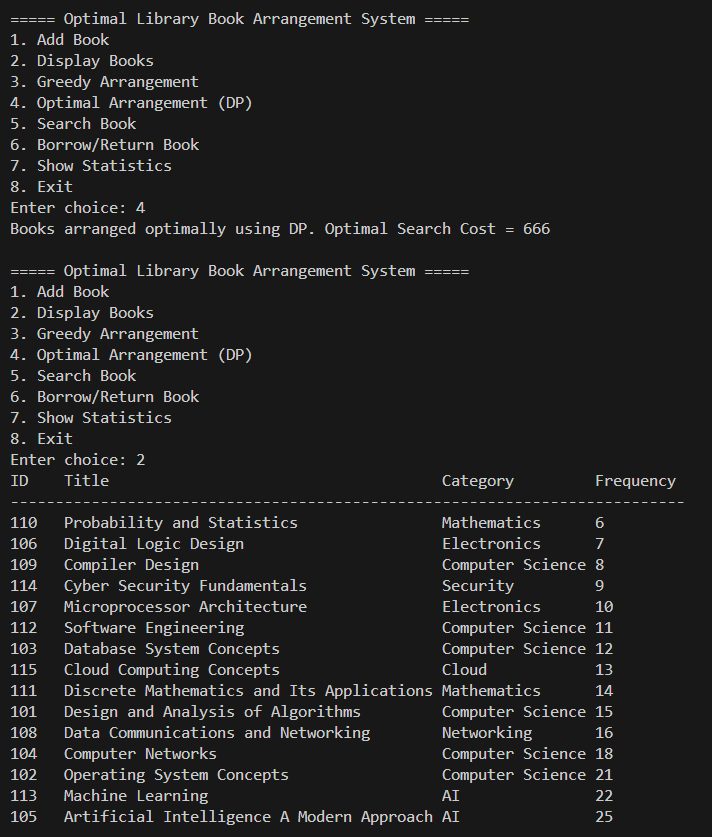 ===== Optimal Library Book Arrangement System =====
1. Add Book
2. Display Books
3. Greedy Arrangement
4. Optimal Arrangement (DP)
5. Search Book
6. Borrow/Return Book
7. Show Statistics
8. Exit
Enter choice: 4
Books arranged optimally using DP. Optimal Search Cost = 666

===== Optimal Library Book Arrangement System =====
1. Add Book
2. Display Books
3. Greedy Arrangement
4. Optimal Arrangement (DP)
5. Search Book
6. Borrow/Return Book
7. Show Statistics
8. Exit
Enter choice: 2
ID    Title                                     Category         Frequency
---------------------------------------------------------------------------
110   Probability and Statistics                Mathematics      6
106   Digital Logic Design                      Electronics      7
109   Compiler Design                           Computer Science 8
114   Cyber Security Fundamentals               Security         9
107   Microprocessor Architecture               Electronics      10
112   Software Engineering                      Computer Science 11
103   Database System Concepts                  Computer Science 12
115   Cloud Computing Concepts                  Cloud            13
111   Discrete Mathematics and Its Applications Mathematics      14
101   Design and Analysis of Algorithms         Computer Science 15
108   Data Communications and Networking        Networking       16
104   Computer Networks                         Computer Science 18
102   Operating System Concepts                 Computer Science 21
113   Machine Learning                          AI               22
105   Artificial Intelligence A Modern Approach AI               25